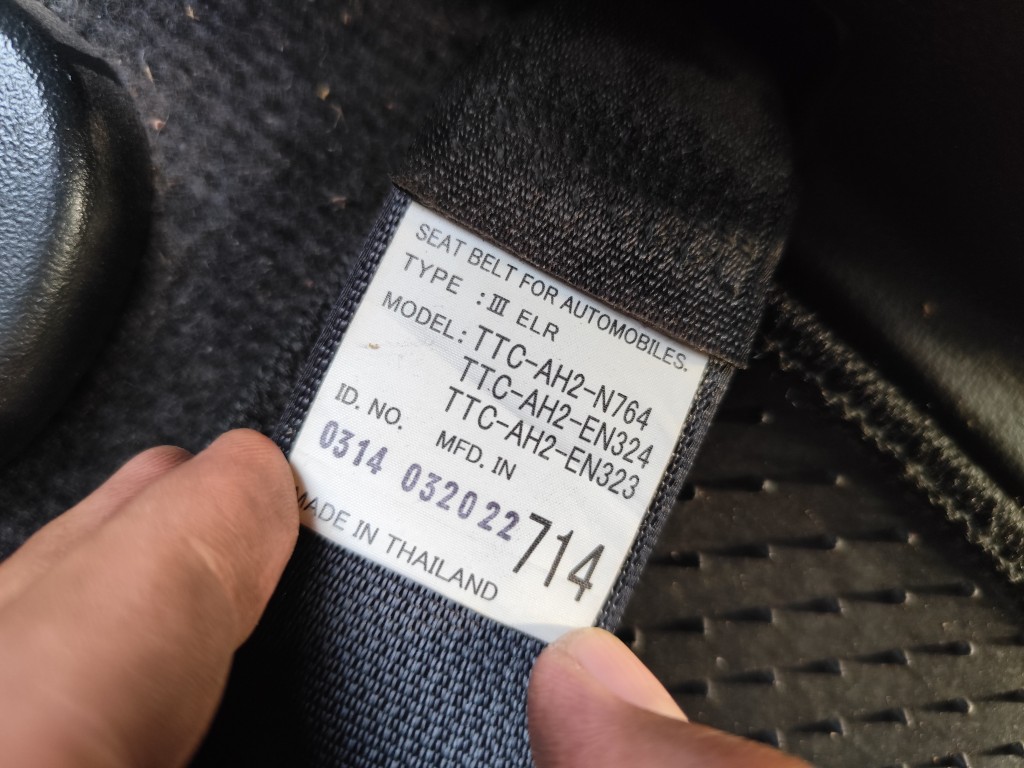 SEAT BELT FOR AUTOMOBILES.
TYPE : Ⅲ ELR
MODEL: TTC-AH2-N764
TTC-AH2-EN324
TTC-AH2-EN323
ID. NO. MFD. IN
0314 032022 714
MADE IN THAILAND